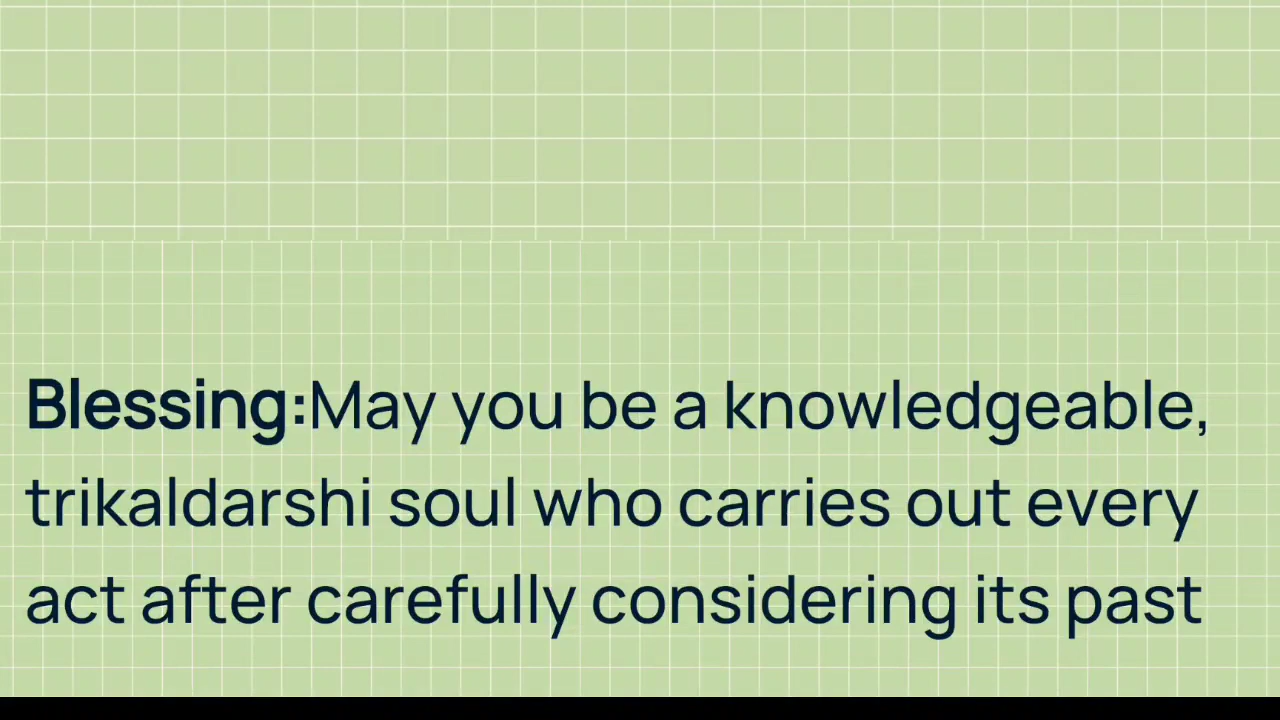 Blessing:May you be a knowledgeable,
trikaldarshi soul who carries out every
act after carefully considering its past